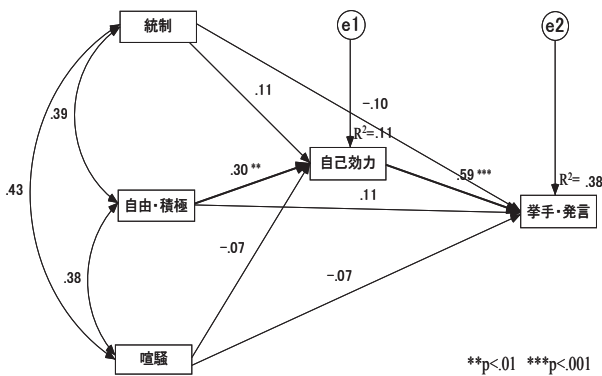 統制
e1
e2
.39
.11
−.10
R²=.11
.30 **
自己効力
.59 ***
R²= .38
.43
自由・積極
.11
挙手・発言
.38
−.07
−.07
喧騒
**p<.01 ***p<.001